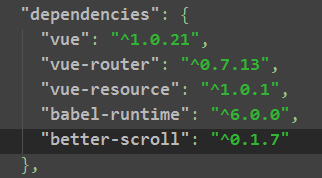 "dependencies": {
"vue": "^1.0.21",
"vue-router": "^0.7.13",
"vue-resource": "^1.0.1",
"babel-runtime": "^6.0.0",
"better-scroll": "^0.1.7"
},